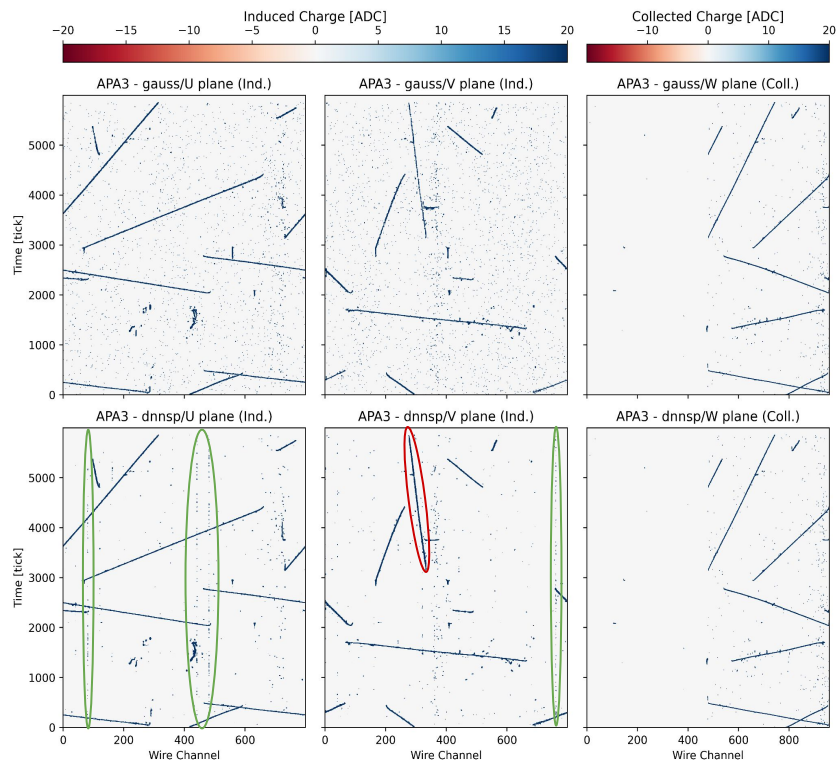 Induced Charge [ADC]
Collected Charge [ADC]
−20 −15 −10 −5 0 5 10 15 20
−10 0 10 20
APA3 - gauss/U plane (Ind.)
APA3 - gauss/V plane (Ind.)
APA3 - gauss/W plane (Coll.)
Time [tick]
5000
4000
3000
2000
1000
0
APA3 - dnnsp/U plane (Ind.)
APA3 - dnnsp/V plane (Ind.)
APA3 - dnnsp/W plane (Coll.)
Time [tick]
5000
4000
3000
2000
1000
0
0 200 400 600
0 200 400 600
0 200 400 600 800
Wire Channel
Wire Channel
Wire Channel